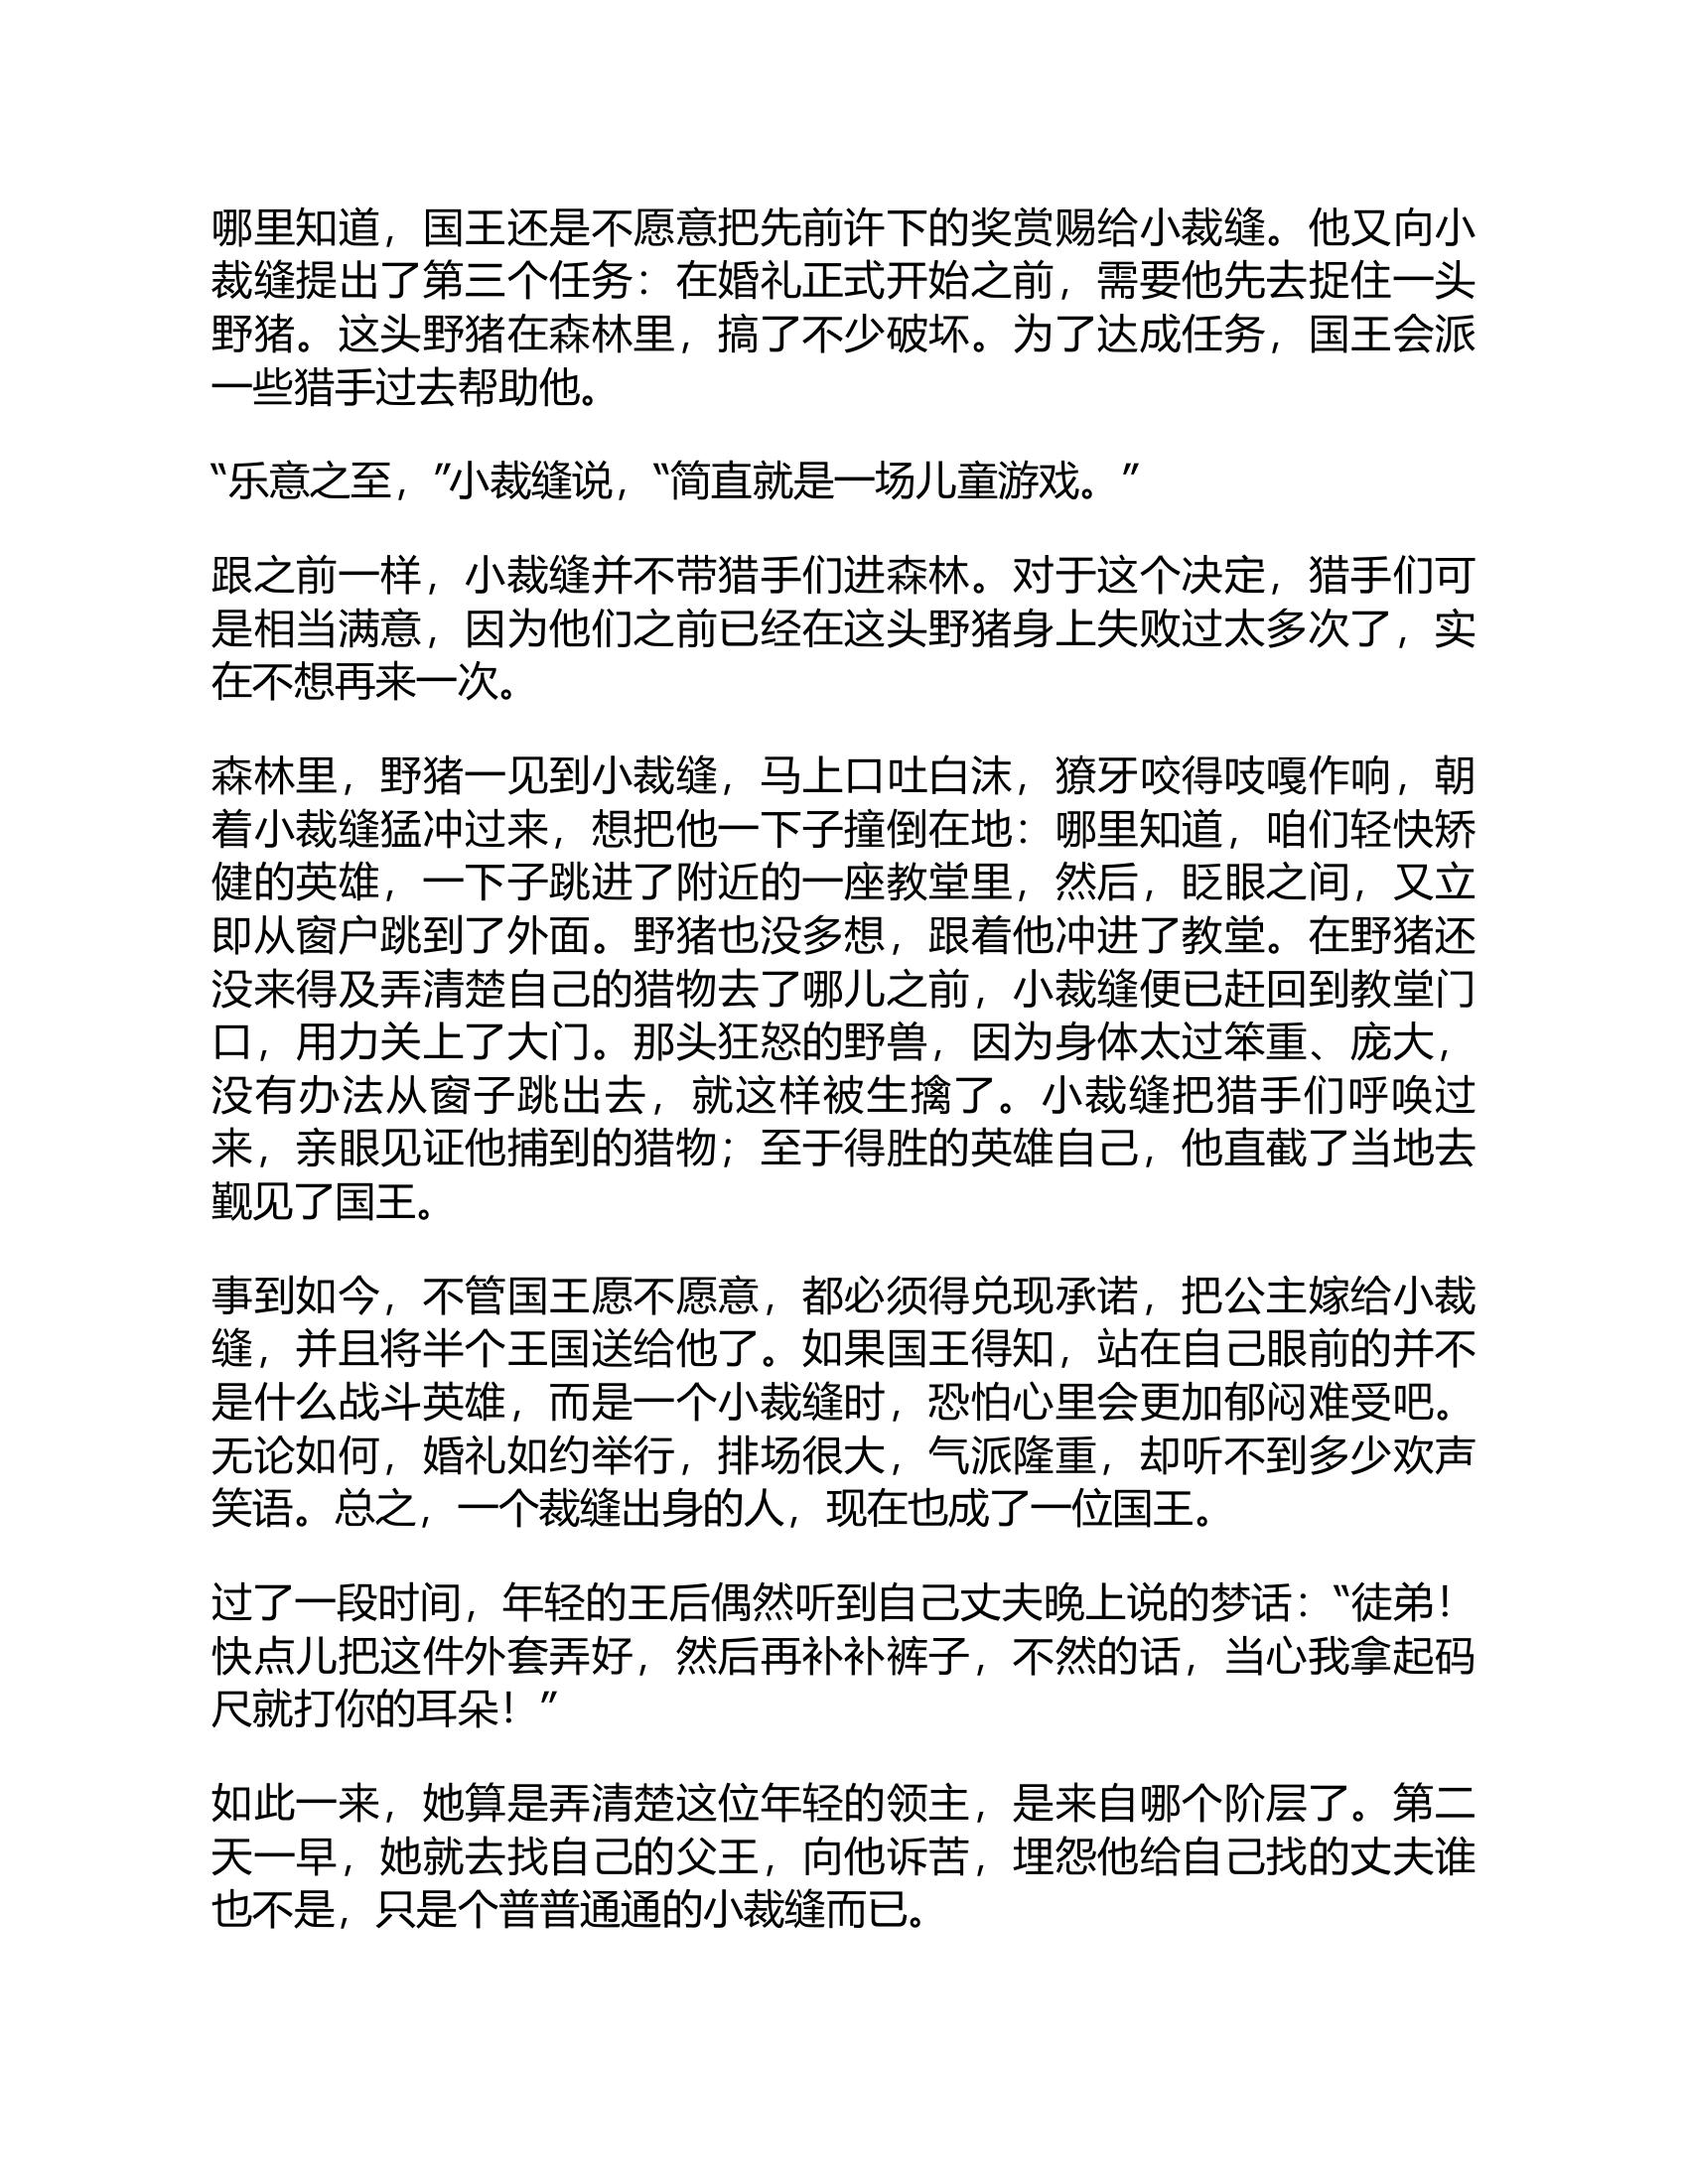 哪里知道，国王还是不愿意把先前许下的奖赏赐给小裁缝。他又向小
裁缝提出了第三个任务：在婚礼正式开始之前，需要他先去捉住一头
野猪。这头野猪在森林里，搞了不少破坏。为了达成任务，国王会派
一些猎手过去帮助他。
“乐意之至，”小裁缝说，“简直就是一场儿童游戏。”
跟之前一样，小裁缝并不带猎手们进森林。对于这个决定，猎手们可
是相当满意，因为他们之前已经在这头野猪身上失败过太多次了，实
在不想再来一次。
森林里，野猪一见到小裁缝，马上口吐白沫，獠牙咬得吱嘎作响，朝
着小裁缝猛冲过来，想把他一下子撞倒在地：哪里知道，咱们轻快矫
健的英雄，一下子跳进了附近的一座教堂里，然后，眨眼之间，又立
即从窗户跳到了外面。野猪也没多想，跟着他冲进了教堂。在野猪还
没来得及弄清楚自己的猎物去了哪儿之前，小裁缝便已赶回到教堂门
口，用力关上了大门。那头狂怒的野兽，因为身体太过笨重、庞大，
没有办法从窗子跳出去，就这样被生擒了。小裁缝把猎手们呼唤过
来，亲眼见证他捕到的猎物；至于得胜的英雄自己，他直截了当地去
觐见了国王。
事到如今，不管国王愿不愿意，都必须得兑现承诺，把公主嫁给小裁
缝，并且将半个王国送给他了。如果国王得知，站在自己眼前的并不
是什么战斗英雄，而是一个小裁缝时，恐怕心里会更加郁闷难受吧。
无论如何，婚礼如约举行，排场很大，气派隆重，却听不到多少欢声
笑语。总之，一个裁缝出身的人，现在也成了一位国王。
过了一段时间，年轻的王后偶然听到自己丈夫晚上说的梦话：“徒弟！
快点儿把这件外套弄好，然后再补补裤子，不然的话，当心我拿起码
尺就打你的耳朵！”
如此一来，她算是弄清楚这位年轻的领主，是来自哪个阶层了。第二
天一早，她就去找自己的父王，向他诉苦，埋怨他给自己找的丈夫谁
也不是，只是个普普通通的小裁缝而已。